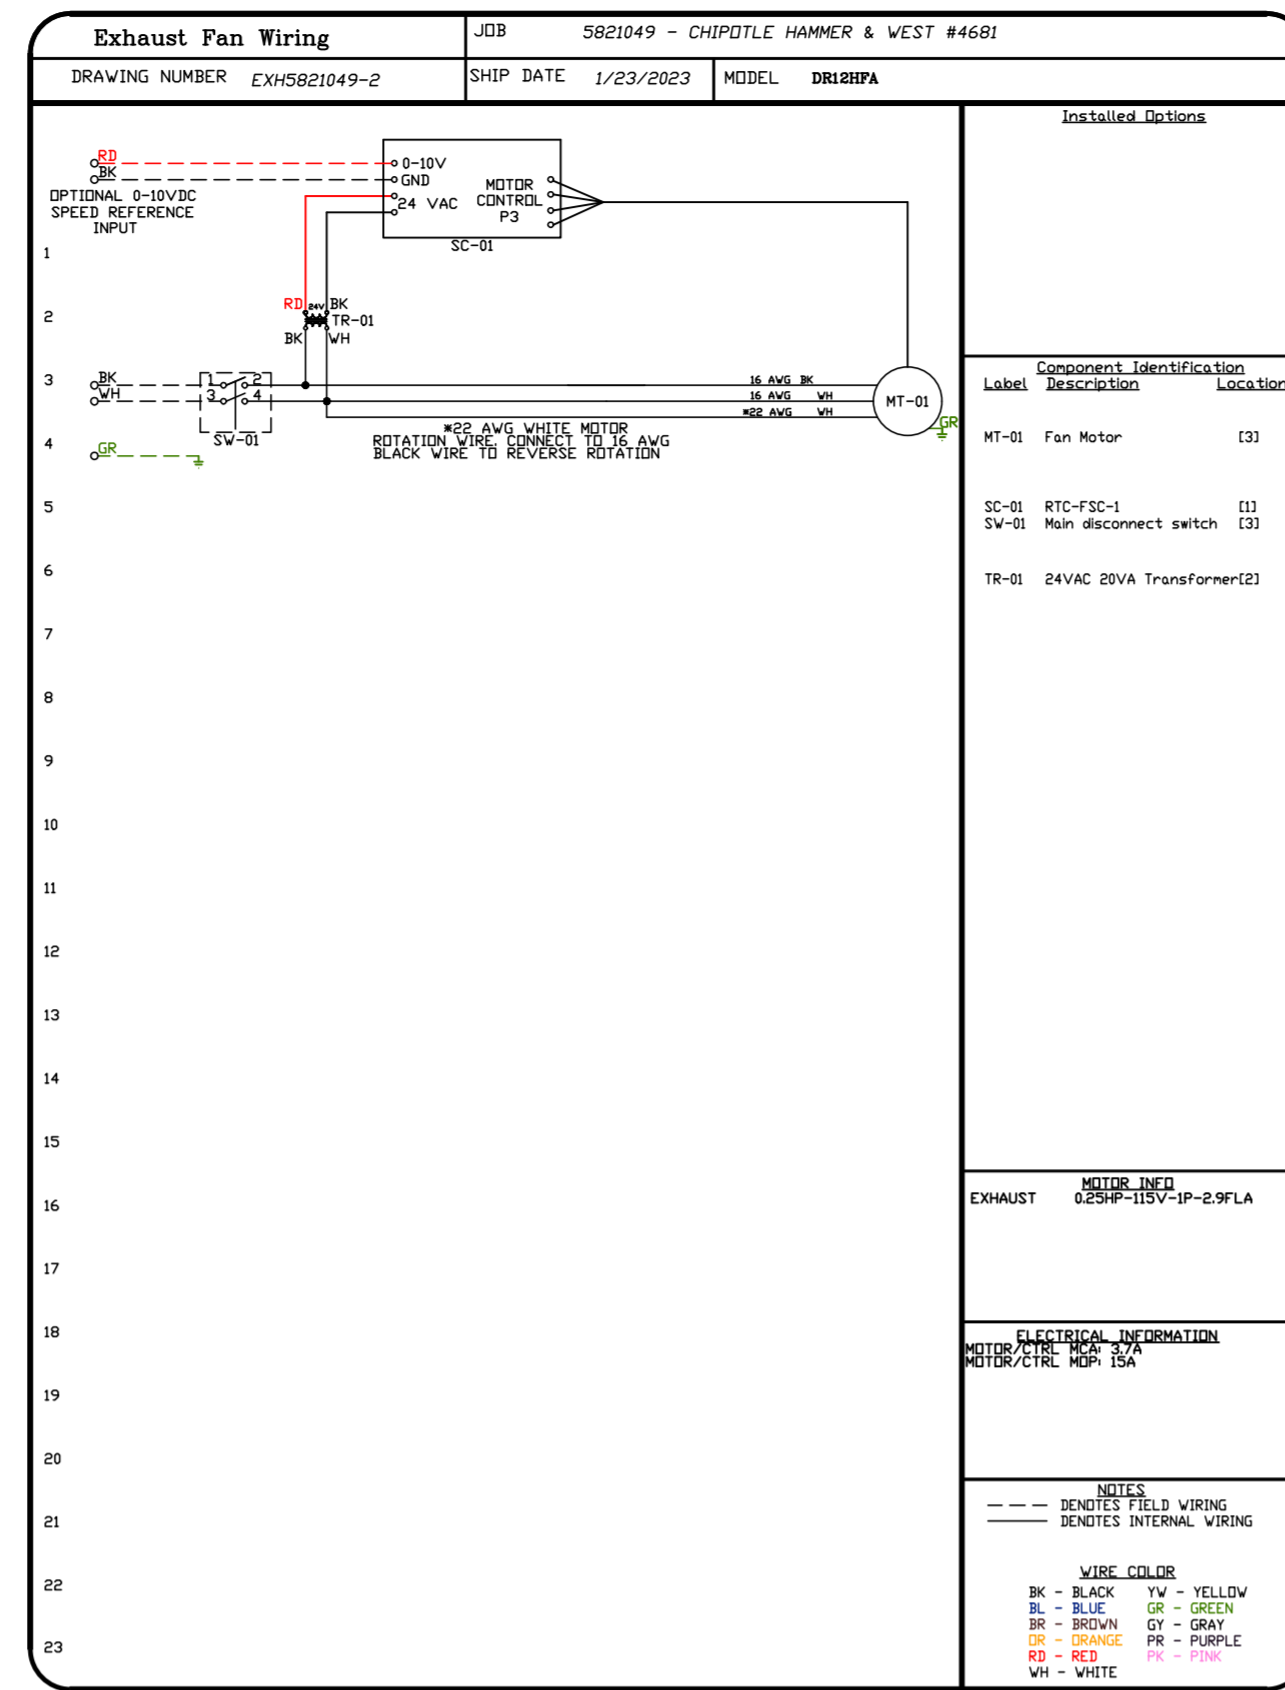 Exhaust Fan Wiring
JOB 5821049 - CHIPOTLE HAMMER & WEST #4681
DRAWING NUMBER EXH5821049-2
SHIP DATE 1/23/2023
MODEL DR12HFA
RD
BK
OPTIONAL 0-10VDC
SPEED REFERENCE
INPUT
0-10V
GND
24 VAC
MOTOR
CONTROL
P3
SC-01
RD 24V BK
TR-01
BK WH
BK
WH
1 2
3 4
SW-01
GR
16 AWG BK
16 AWG WH
*22 AWG WH
MT-01
GR
*22 AWG WHITE MOTOR
ROTATION WIRE. CONNECT TO 16 AWG
BLACK WIRE TO REVERSE ROTATION
1
2
3
4
5
6
7
8
9
10
11
12
13
14
15
16
17
18
19
20
21
22
23
Installed Options
Component Identification
Label Description Location
MT-01 Fan Motor [3]
SC-01 RTC-FSC-1 [1]
SW-01 Main disconnect switch [3]
TR-01 24VAC 20VA Transformer[2]
MOTOR INFO
EXHAUST 0.25HP-115V-1P-2.9FLA
ELECTRICAL INFORMATION
MOTOR/CTRL MCA: 3.7A
MOTOR/CTRL MOP: 15A
NOTES
DENOTES FIELD WIRING
DENOTES INTERNAL WIRING
WIRE COLOR
BK - BLACK YW - YELLOW
BL - BLUE GR - GREEN
BR - BROWN GY - GRAY
OR - ORANGE PR - PURPLE
RD - RED PK - PINK
WH - WHITE